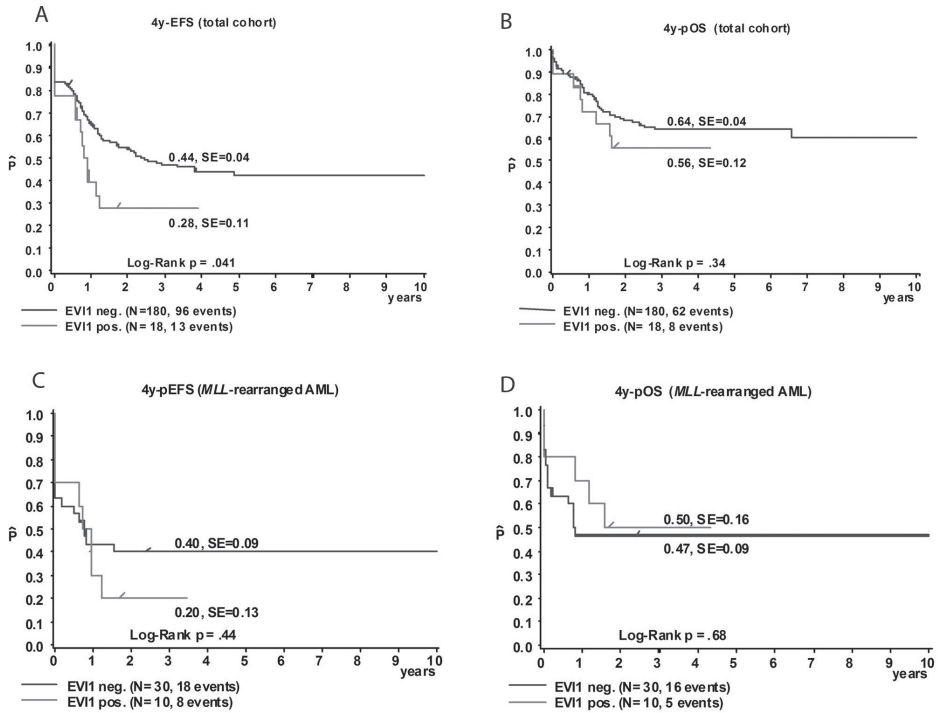 A
4y-EFS (total cohort)
1.0
0.9
0.8
0.7
0.6
0.5
p̂
0.4
0.3
0.2
0.1
0.0
0.44, SE=0.04
0.28, SE=0.11
Log-Rank p = .041
0 1 2 3 4 5 6 7 8 9 10
years
EVI1 neg. (N=180, 96 events)
EVI1 pos. (N= 18, 13 events)
B
4y-pOS (total cohort)
1.0
0.9
0.8
0.7
0.6
0.5
p̂
0.4
0.3
0.2
0.1
0.0
0.64, SE=0.04
0.56, SE=0.12
Log-Rank p = .34
0 1 2 3 4 5 6 7 8 9 10
years
EVI1 neg. (N=180, 62 events)
EVI1 pos. (N= 18, 8 events)
C
4y-pEFS (MLL-rearranged AML)
1.0
0.9
0.8
0.7
0.6
0.5
p̂
0.4
0.3
0.2
0.1
0.0
0.40, SE=0.09
0.20, SE=0.13
Log-Rank p = .44
0 1 2 3 4 5 6 7 8 9 10
years
EVI1 neg. (N= 30, 18 events)
EVI1 pos. (N= 10, 8 events)
D
4y-pOS (MLL-rearranged AML)
1.0
0.9
0.8
0.7
0.6
0.5
p̂
0.4
0.3
0.2
0.1
0.0
0.50, SE=0.16
0.47, SE=0.09
Log-Rank p = .68
0 1 2 3 4 5 6 7 8 9 10
years
EVI1 neg. (N= 30, 16 events)
EVI1 pos. (N= 10, 5 events)